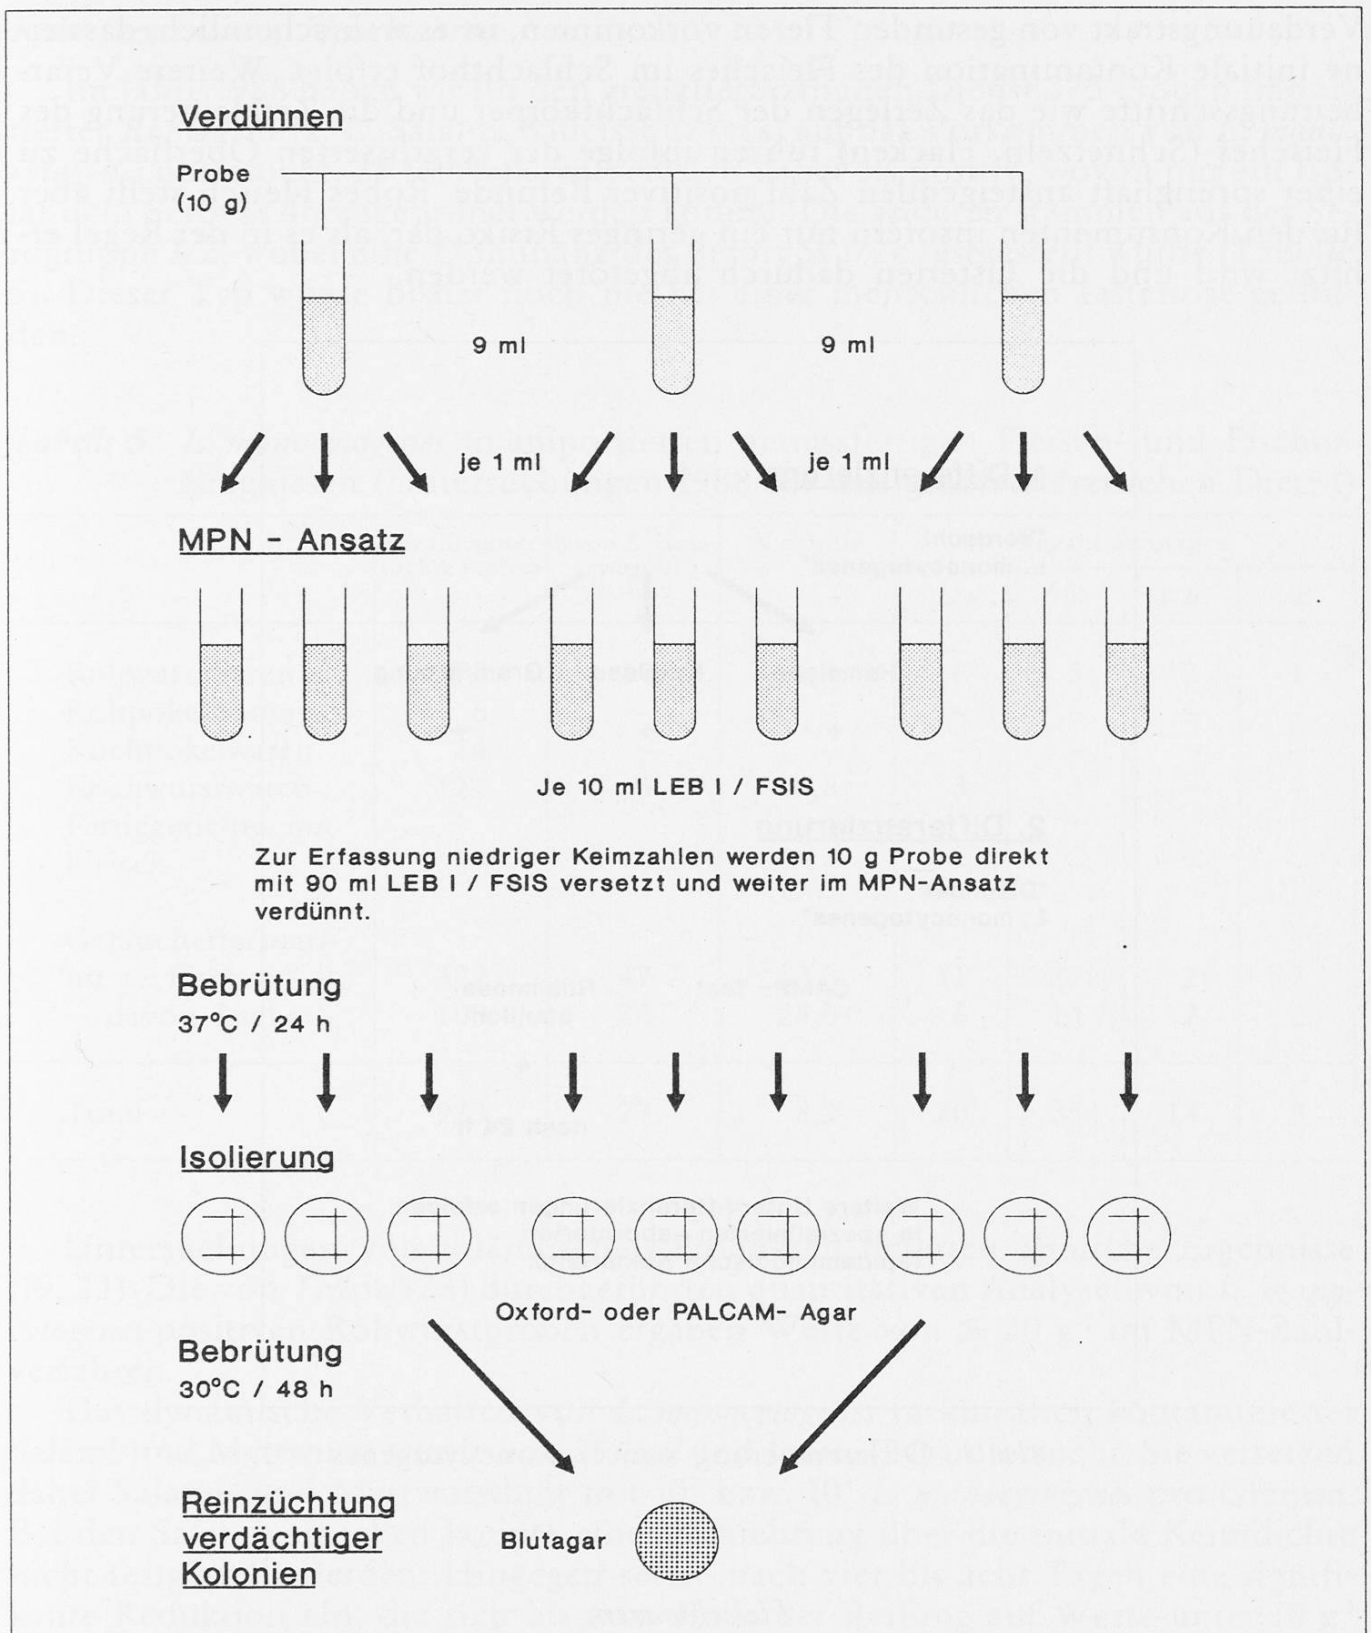 Verdünnen
Probe
(10 g)
9 ml
9 ml
je 1 ml
je 1 ml
MPN - Ansatz
Je 10 ml LEB I / FSIS
Zur Erfassung niedriger Keimzahlen werden 10 g Probe direkt
mit 90 ml LEB I / FSIS versetzt und weiter im MPN-Ansatz
verdünnt.
Bebrütung
37°C / 24 h
Isolierung
Oxford- oder PALCAM- Agar
Bebrütung
30°C / 48 h
Reinzüchtung
verdächtiger
Kolonien
Blutagar